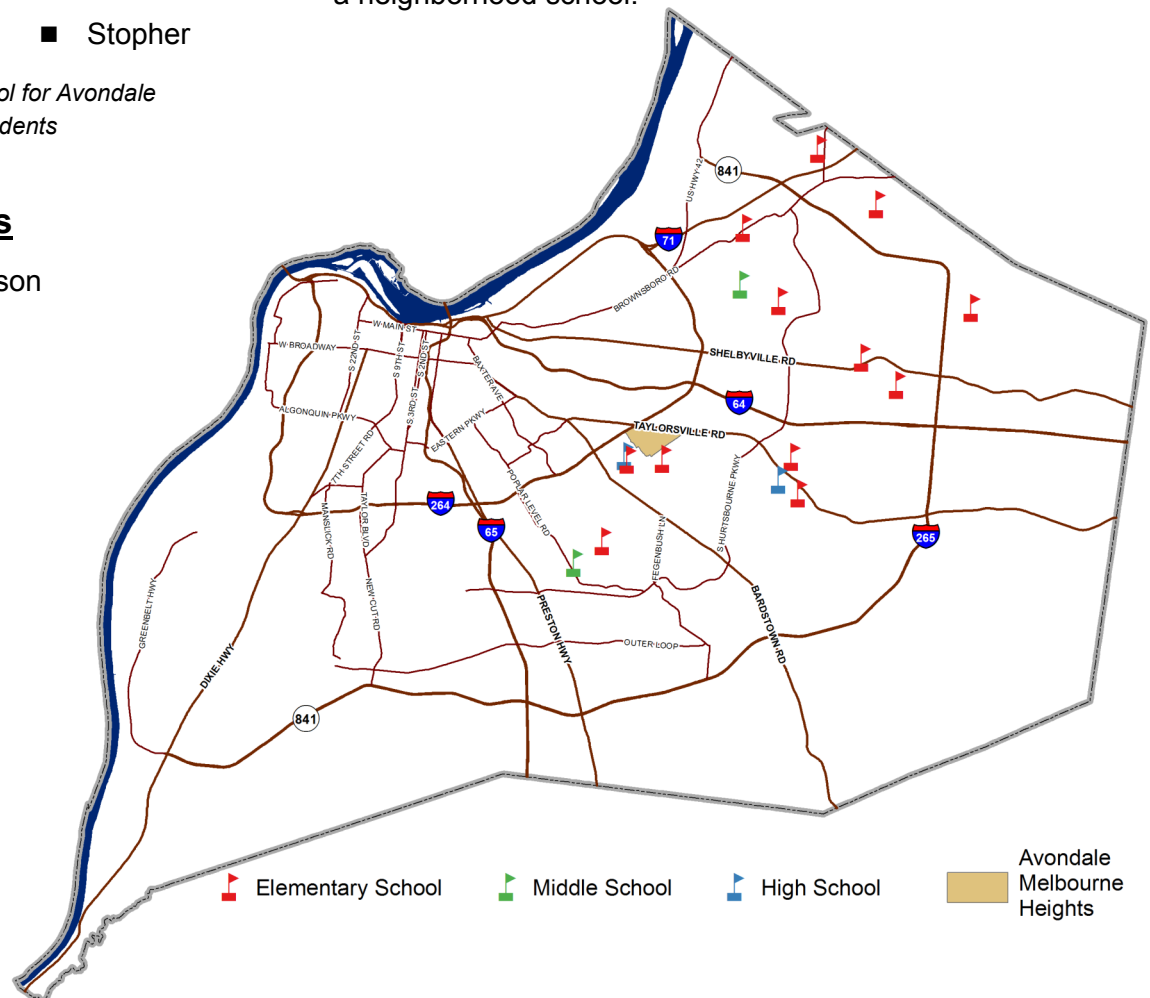 a neighborhood school.
■ Stopher
ol for Avondale
dents
s
son
US HWY 42
841
71
BROWNSBORO RD
W MAIN ST
W BROADWAY
S 22ND ST
S 9TH ST
S 2ND ST
S 3RD ST
BAXTER AVE
SHELBYVILLE RD
64
ALGONQUIN PKWY
EASTERN PKWY
TAYLORSVILLE RD
7TH STREET RD
POPLAR LEVEL RD
264
65
MANSLICK RD
TAYLOR BLVD
FEGENBUSH LN
S HURTSBOURNE PKWY
265
GREENBELT HWY
NEW CUT RD
PRESTON HWY
BARDSTOWN RD
OUTER LOOP
DIXIE HWY
841
Elementary School
Middle School
High School
Avondale
Melbourne
Heights